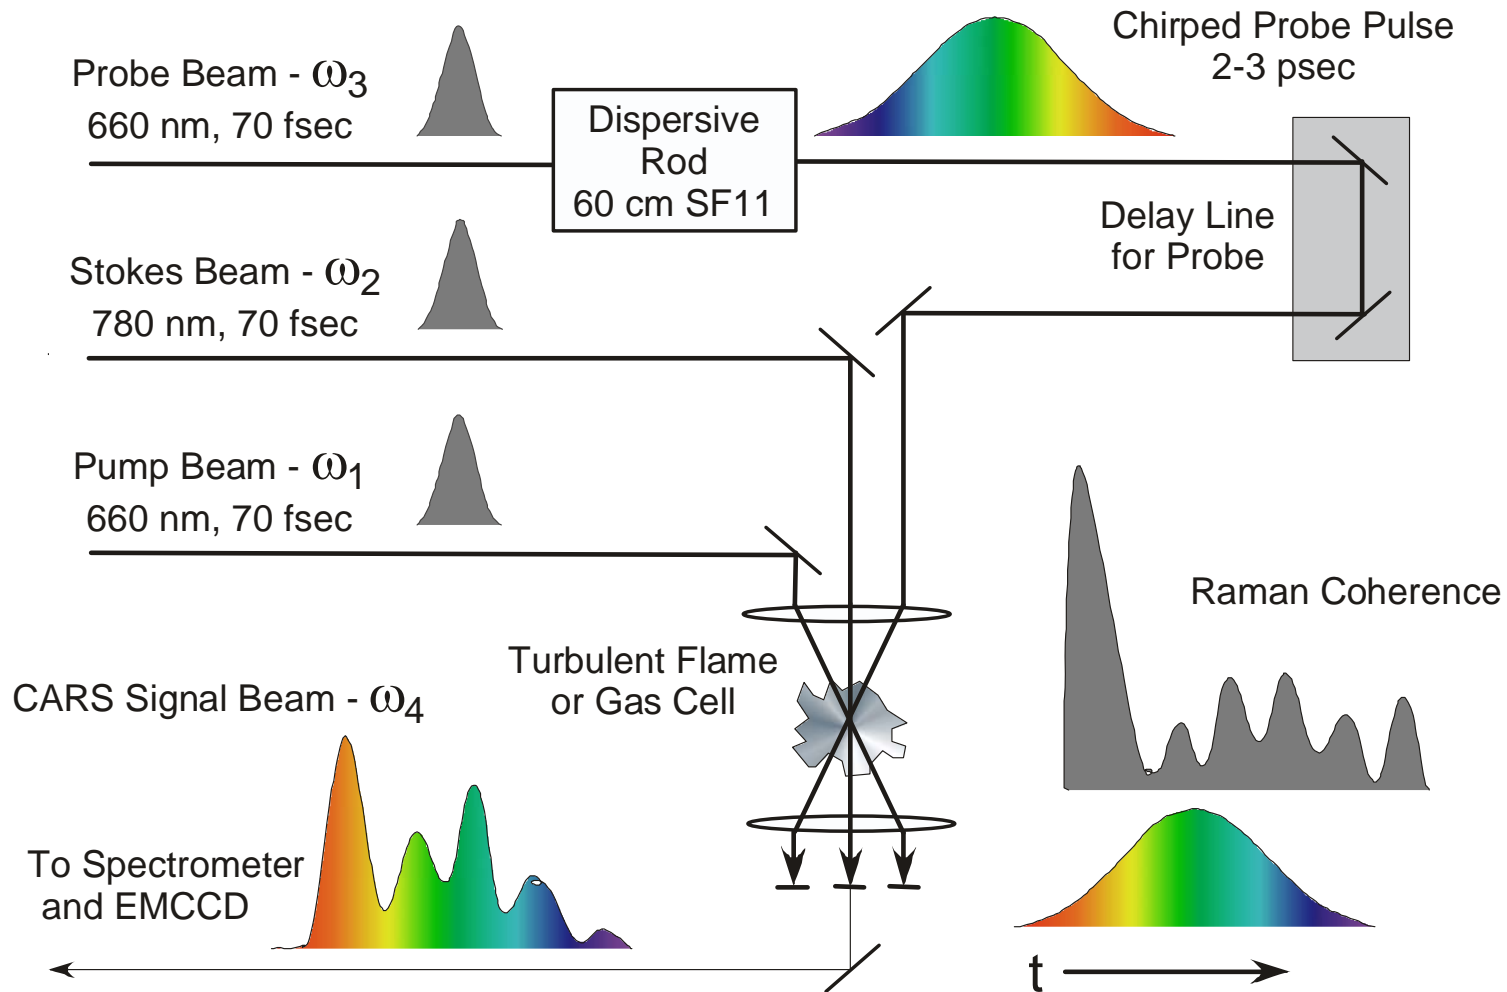 Probe Beam - ω3
660 nm, 70 fsec
Dispersive
Rod
60 cm SF11
Chirped Probe Pulse
2-3 psec
Delay Line
for Probe
Stokes Beam - ω2
780 nm, 70 fsec
Pump Beam - ω1
660 nm, 70 fsec
Raman Coherence
Turbulent Flame
or Gas Cell
CARS Signal Beam - ω4
To Spectrometer
and EMCCD
t